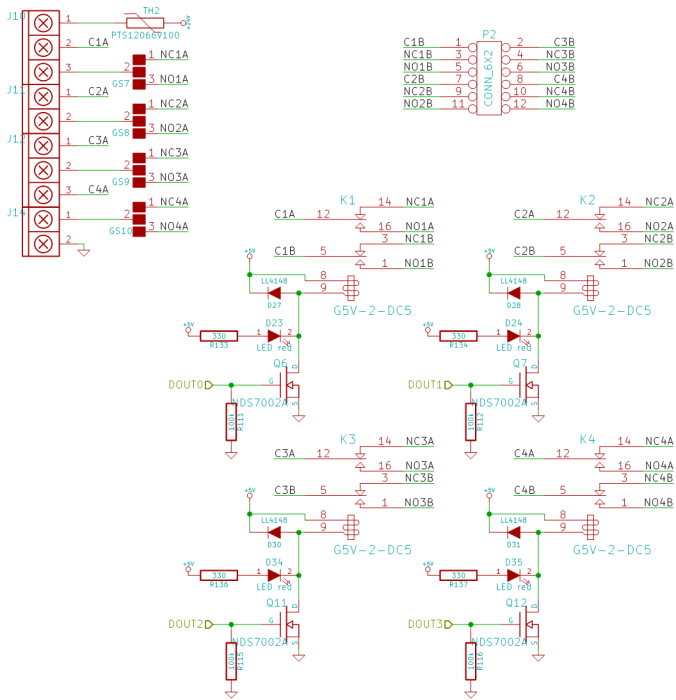 J10
1
TH2
PTS12066V100
+24V
2
C1A
1
NC1A
3
2
3
NO1A
GS7
J11
1
C2A
1
NC2A
2
2
3
NO2A
GS8
J12
1
C3A
1
NC3A
2
2
3
NO3A
GS9
3
C4A
1
NC4A
J14
1
2
3
NO4A
GS10
2
P2
CONN_6X2
C1B 1 2 C3B
NC1B 3 4 NC3B
NO1B 5 6 NO3B
C2B 7 8 C4B
NC2B 9 10 NC4B
NO2B 11 12 NO4B
K1
14 NC1A
C1A 12
16 NO1A
3 NC1B
C1B 5
1 NO1B
+5V
8
9
LL4148
D27
G5V-2-DC5
+5V
330
R133
D23
1 2
LED red
Q6
DOUT0
G
D
S
NDS7002A
100k
R111
K2
14 NC2A
C2A 12
16 NO2A
3 NC2B
C2B 5
1 NO2B
+5V
8
9
LL4148
D28
G5V-2-DC5
+5V
330
R134
D24
1 2
LED red
Q7
DOUT1
G
D
S
NDS7002A
100k
R112
K3
14 NC3A
C3A 12
16 NO3A
3 NC3B
C3B 5
1 NO3B
+5V
8
9
LL4148
D30
G5V-2-DC5
+5V
330
R136
D34
1 2
LED red
Q11
DOUT2
G
D
S
NDS7002A
100k
R115
K4
14 NC4A
C4A 12
16 NO4A
3 NC4B
C4B 5
1 NO4B
+5V
8
9
LL4148
D31
G5V-2-DC5
+5V
330
R137
D35
1 2
LED red
Q12
DOUT3
G
D
S
NDS7002A
100k
R116